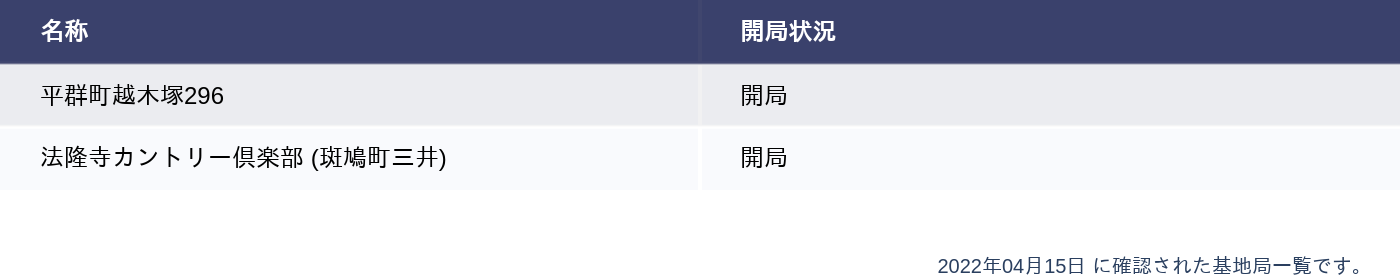 名称 開局状況
平群町越木塚296 開局
法隆寺カントリー倶楽部 (斑鳩町三井) 開局
2022年04月15日 に確認された基地局一覧です。